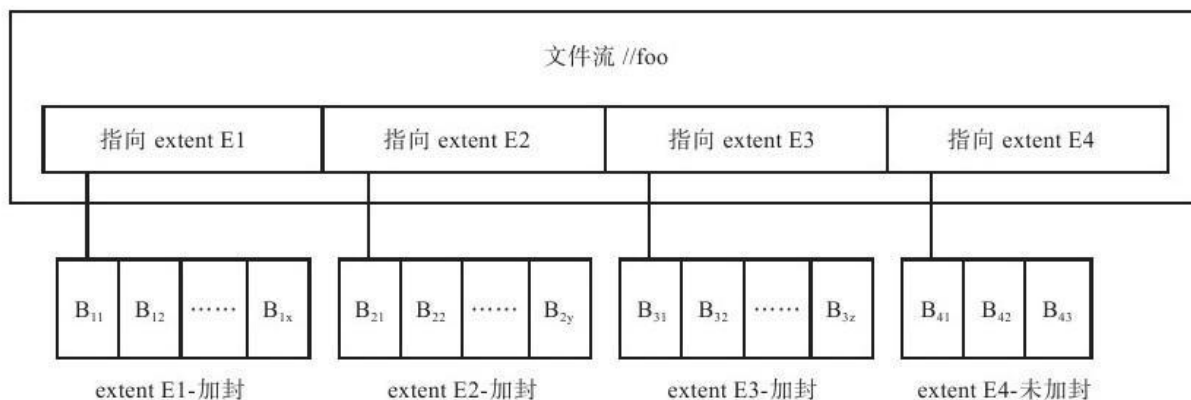 文件流 //foo
指向 extent E1 指向 extent E2 指向 extent E3 指向 extent E4
B₁₁ B₁₂ …… B₁ₓ B₂₁ B₂₂ …… B₂y B₃₁ B₃₂ …… B₃z B₄₁ B₄₂ B₄₃
extent E1-加封 extent E2-加封 extent E3-加封 extent E4-未加封